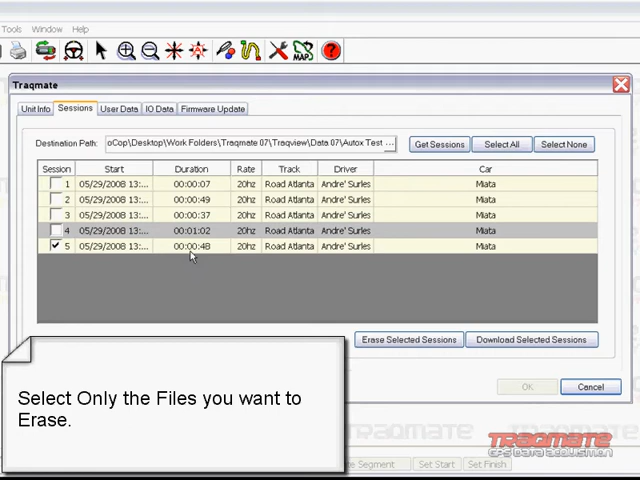 Tools Window Help
MAP
Traqmate
Unit Info Sessions User Data IO Data Firmware Update
Destination Path: oCop\Desktop\Work Folders\Traqmate 07\Traqview\Data 07\Autox Test ... Get Sessions Select All Select None
Session Start Duration Rate Track Driver Car
1 05/29/2008 13:... 00:00:07 20hz Road Atlanta Andre' Surles Miata
2 05/29/2008 13:... 00:00:49 20hz Road Atlanta Andre' Surles Miata
3 05/29/2008 13:... 00:00:37 20hz Road Atlanta Andre' Surles Miata
4 05/29/2008 13:... 00:01:02 20hz Road Atlanta Andre' Surles Miata
5 05/29/2008 13:... 00:00:48 20hz Road Atlanta Andre' Surles Miata
Erase Selected Sessions Download Selected Sessions
Select Only the Files you want to
Erase.
OK Cancel
TRAQMATE
GPS DATA ACQUISITION
Segment Set Start Set Finish